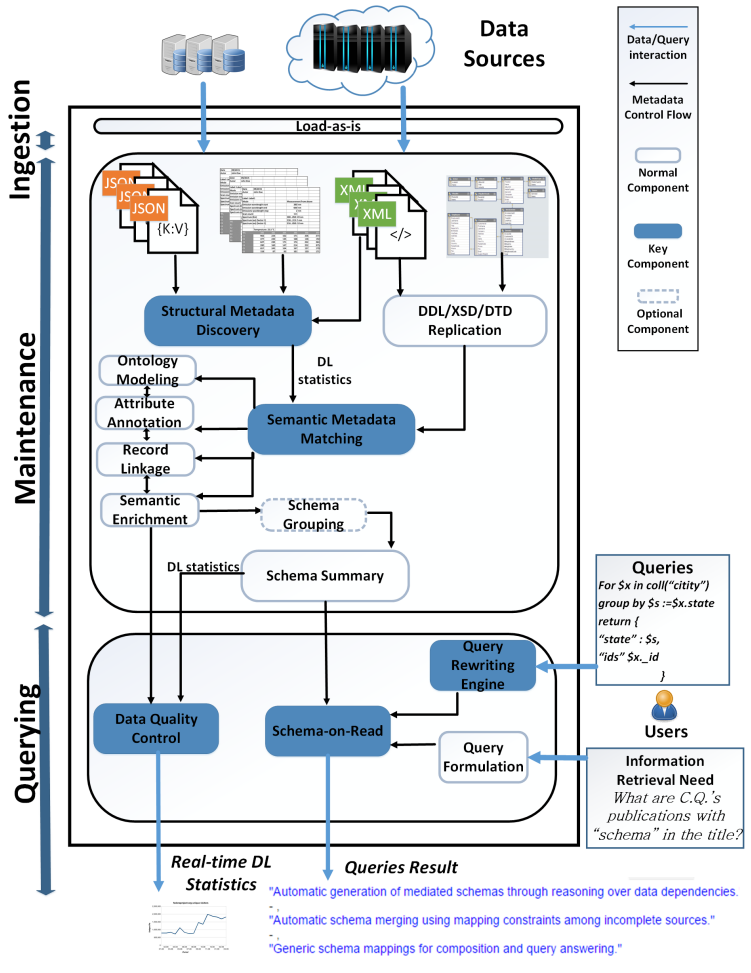 Data
Sources
Data/Query
interaction
Metadata
Control Flow
Normal
Component
Key
Component
Optional
Component
Ingestion
Load-as-is
Maintenance
JSON
JSON
JSON
{K:V}
XML
XML
XML
</>
Structural Metadata
Discovery
DDL/XSD/DTD
Replication
DL
statistics
Ontology
Modeling
Attribute
Annotation
Semantic Metadata
Matching
Record
Linkage
Semantic
Enrichment
Schema
Grouping
DL statistics
Schema Summary
Queries
For $x in coll("citity")
group by $s :=$x.state
return {
"state" : $s,
"ids" $x._id
}
Users
Querying
Query
Rewriting
Engine
Data Quality
Control
Schema-on-Read
Query
Formulation
Information
Retrieval Need
What are C.Q.'s
publications with
"schema" in the title?
Real-time DL
Statistics
Queries Result
"Automatic generation of mediated schemas through reasoning over data dependencies.
- ,
"Automatic schema merging using mapping constraints among incomplete sources."
- ,
"Generic schema mappings for composition and query answering."